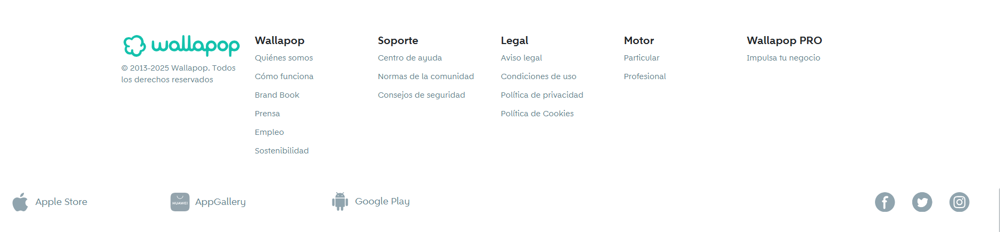 wallapop
© 2013-2025 Wallapop. Todos
los derechos reservados
Wallapop
Quiénes somos
Cómo funciona
Brand Book
Prensa
Empleo
Sostenibilidad
Soporte
Centro de ayuda
Normas de la comunidad
Consejos de seguridad
Legal
Aviso legal
Condiciones de uso
Política de privacidad
Política de Cookies
Motor
Particular
Profesional
Wallapop PRO
Impulsa tu negocio
Apple Store
HUAWEI
AppGallery
Google Play